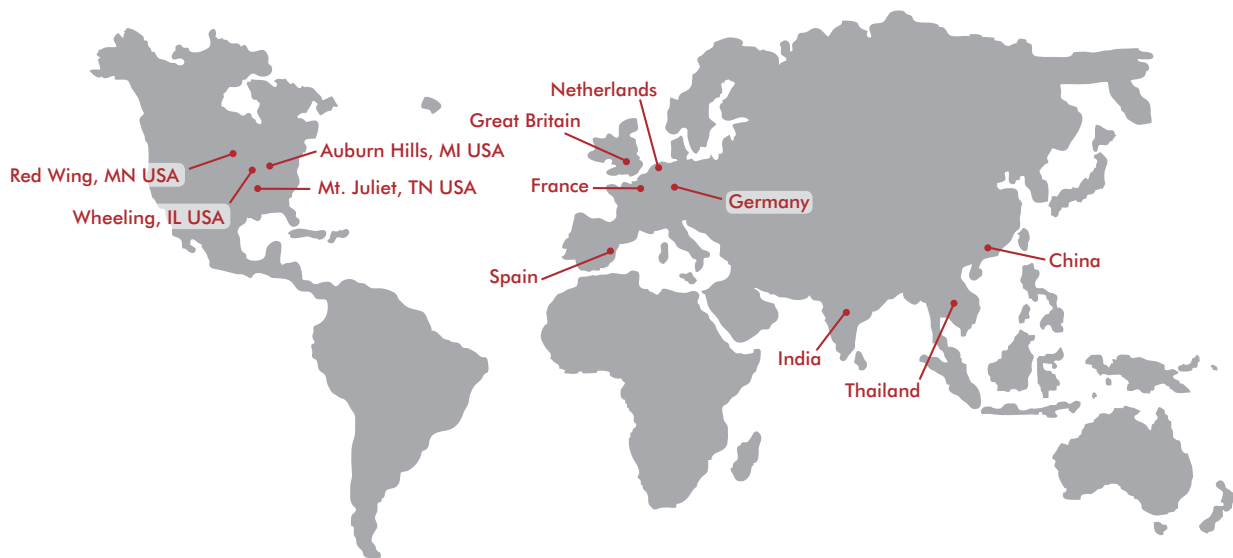 Netherlands
Great Britain
Auburn Hills, MI USA
Red Wing, MN USA
France
Mt. Juliet, TN USA
Germany
Wheeling, IL USA
Spain
China
India
Thailand